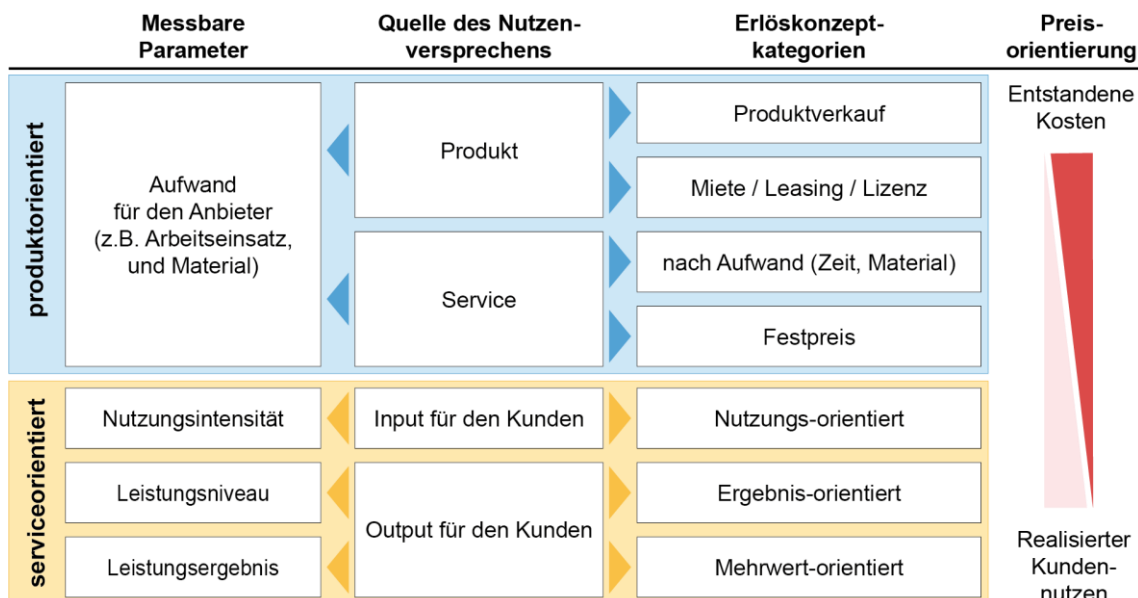 Messbare
Parameter
Quelle des Nutzen-
versprechens
Erlöskonzept-
kategorien
Preis-
orientierung
produktorientiert
Aufwand
für den Anbieter
(z.B. Arbeitseinsatz,
und Material)
Produkt
Service
Produktverkauf
Miete / Leasing / Lizenz
nach Aufwand (Zeit, Material)
Festpreis
Entstandene
Kosten
serviceorientiert
Nutzungsintensität
Input für den Kunden
Nutzungs-orientiert
Leistungsniveau
Output für den Kunden
Ergebnis-orientiert
Leistungsergebnis
Mehrwert-orientiert
Realisierter
Kunden-
nutzen